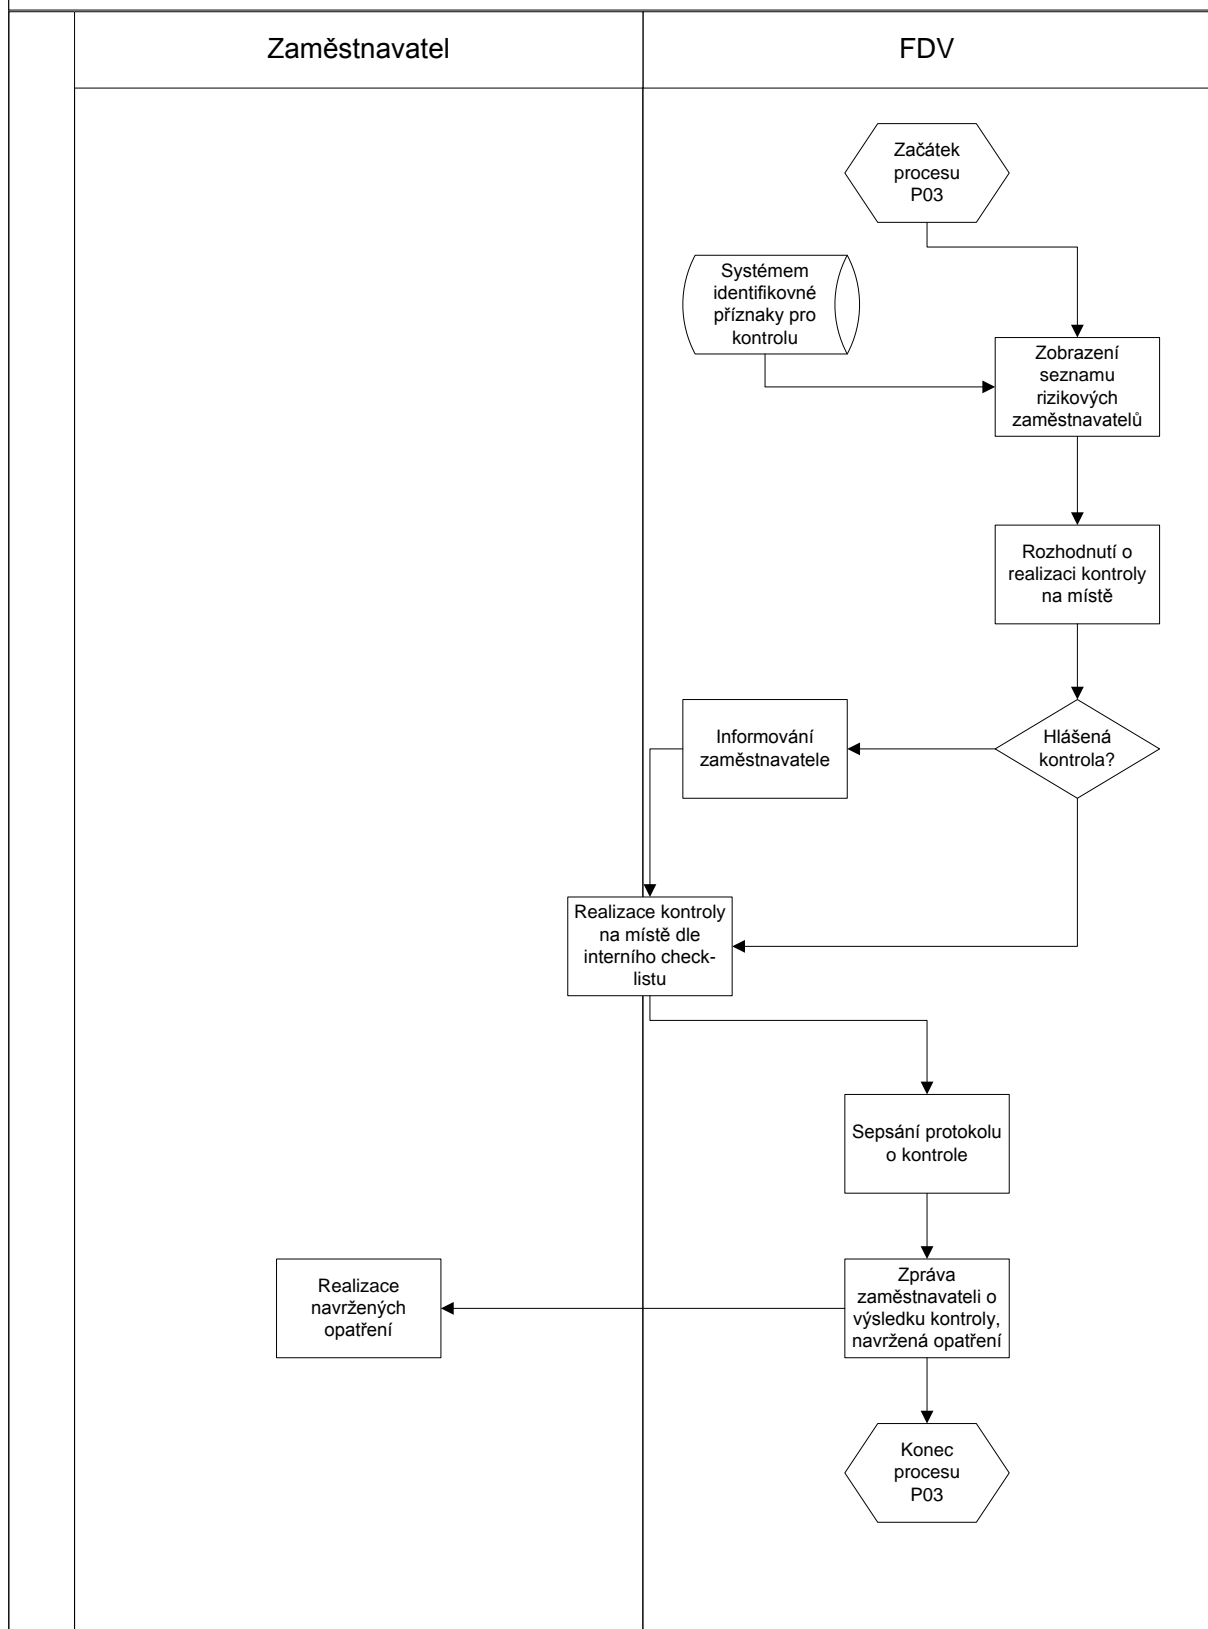 Zaměstnavatel
FDV
Začátek
procesu
P03
Systémem
identifikovné
příznaky pro
kontrolu
Zobrazení
seznamu
rizikových
zaměstnavatelů
Rozhodnutí o
realizaci kontroly
na místě
Hlášená
kontrola?
Informování
zaměstnavatele
Realizace kontroly
na místě dle
interního check-
listu
Sepsání protokolu
o kontrole
Zpráva
zaměstnavateli o
výsledku kontroly,
navržená opatření
Realizace
navržených
opatření
Konec
procesu
P03